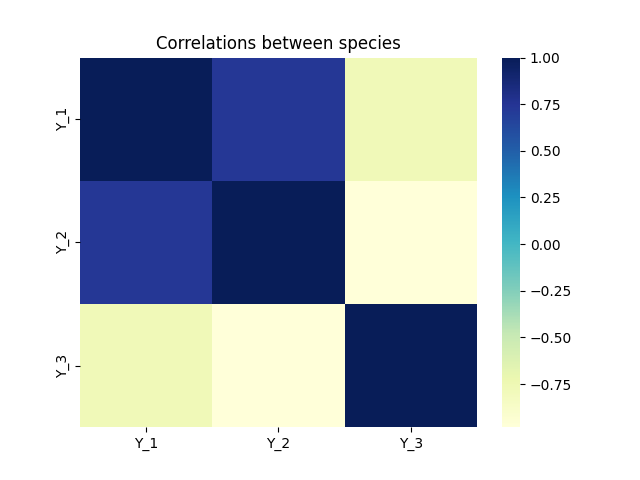 Correlations between species
Y_1
Y_2
Y_3
Y_1
Y_2
Y_3
1.00
0.75
0.50
0.25
0.00
−0.25
−0.50
−0.75